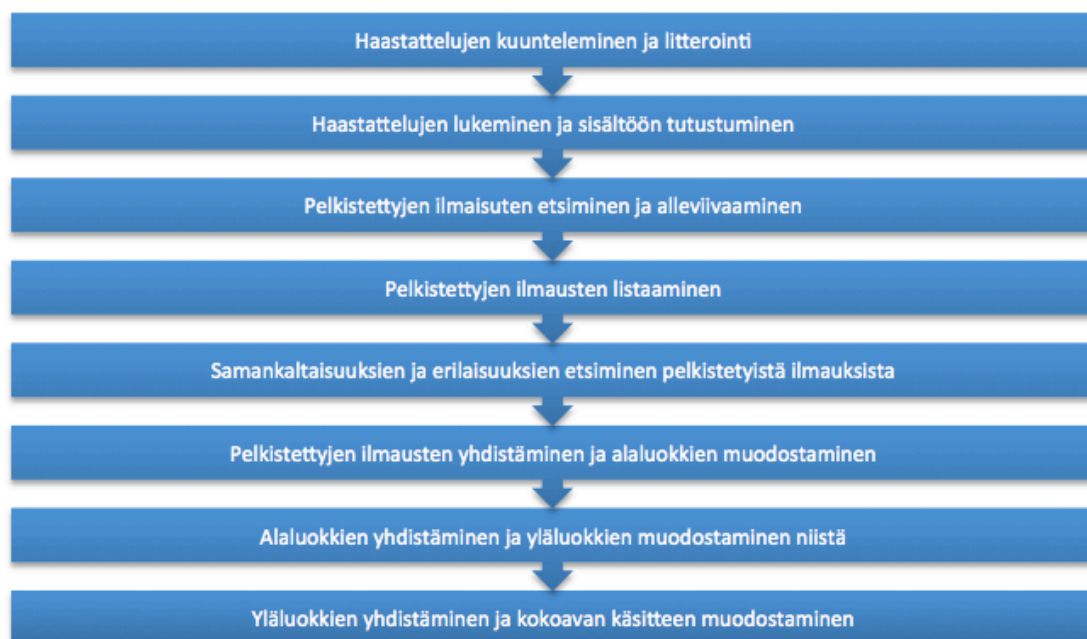 Haastattelujen kuunteleminen ja litterointi
Haastattelujen lukeminen ja sisältöön tutustuminen
Pelkistettyjen ilmaisuten etsiminen ja alleviivaaminen
Pelkistettyjen ilmausten listaaminen
Samankaltaisuuksien ja erilaisuuksien etsiminen pelkistetyistä ilmauksista
Pelkistettyjen ilmausten yhdistäminen ja alaluokkien muodostaminen
Alaluokkien yhdistäminen ja yläluokkien muodostaminen niistä
Yläluokkien yhdistäminen ja kokoavan käsitteen muodostaminen